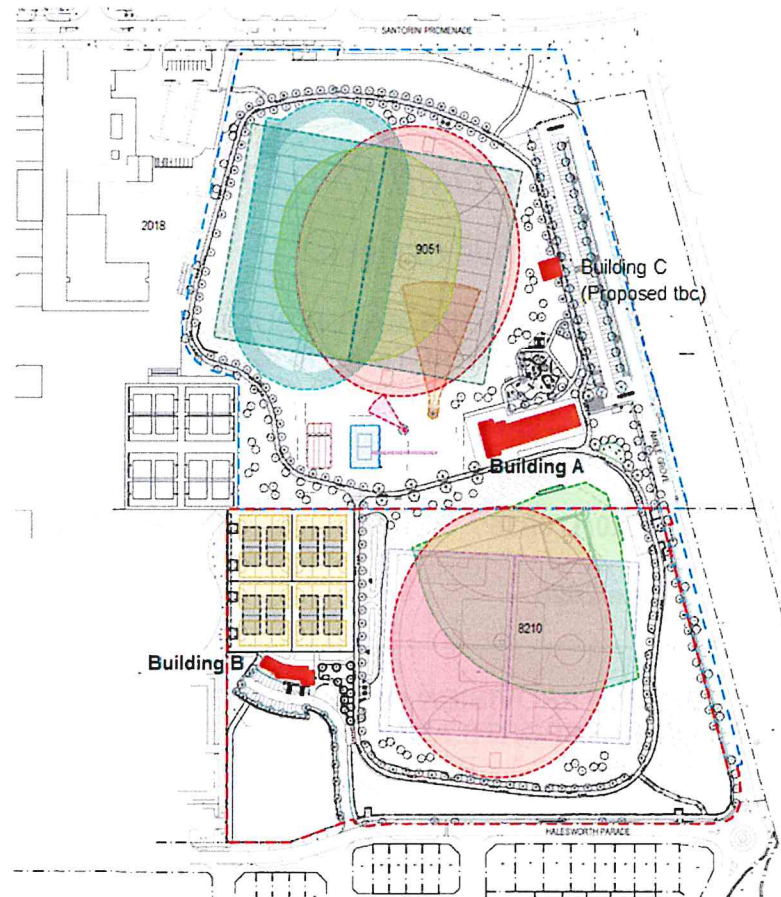 SANTORINI PROMENADE
2018
9051
Building C
(Proposed tbc)
Building A
8210
Building B
HALESWORTH PARADE